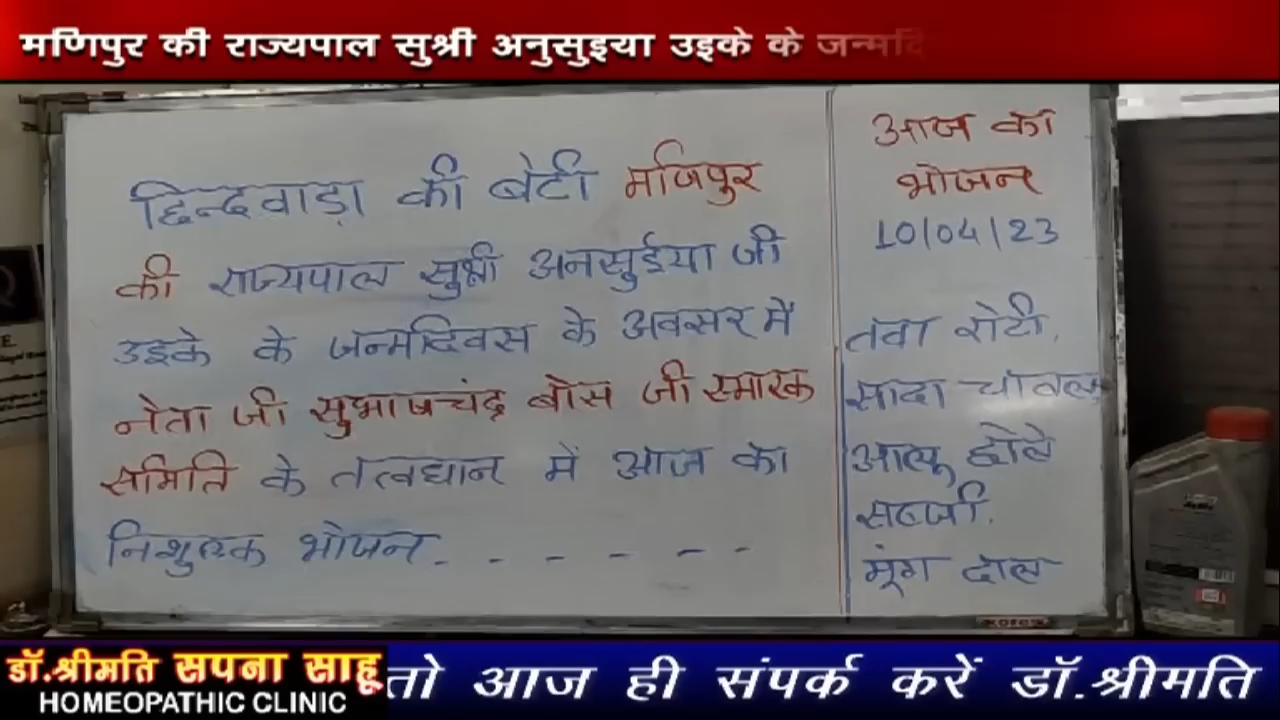 मणिपुर की राज्यपाल सुश्री अनुसुइया उइके के जन्मदि
छिन्दवाड़ा की बेटी मणिपुर
की राज्यपाल सुश्री अनसुईया जी
उइके के जन्मदिवस के अवसर मैं
नेता जी सुभाषचंद्र बोस जी स्मारक
समिति के तत्वधान में आज का
निशुल्क भोजन. - - - - -
आज का
भोजन
10/04/23
तवा रोटी,
सादा चावल,
आलू छोले
सब्जी.
मूंग दाल
डॉ.श्रीमति सपना साहू
HOMEOPATHIC CLINIC
तो आज ही संपर्क करें डॉ.श्रीमति